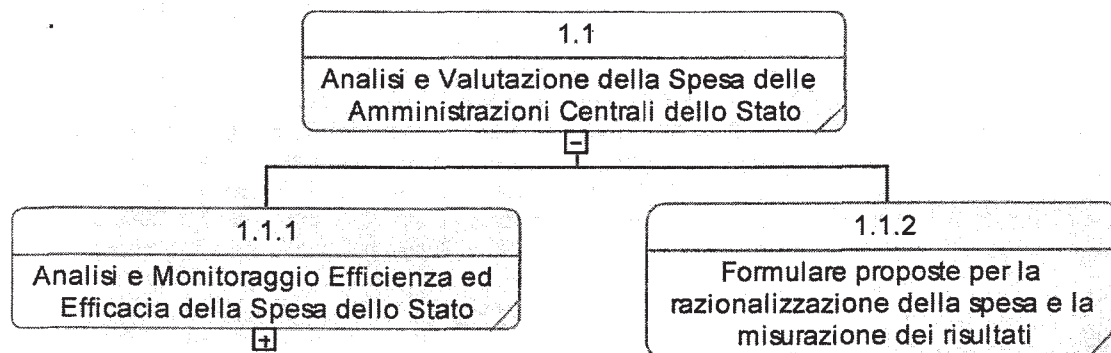 1.1
Analisi e Valutazione della Spesa delle
Amministrazioni Centrali dello Stato
1.1.1
Analisi e Monitoraggio Efficienza ed
Efficacia della Spesa dello Stato
1.1.2
Formulare proposte per la
razionalizzazione della spesa e la
misurazione dei risultati